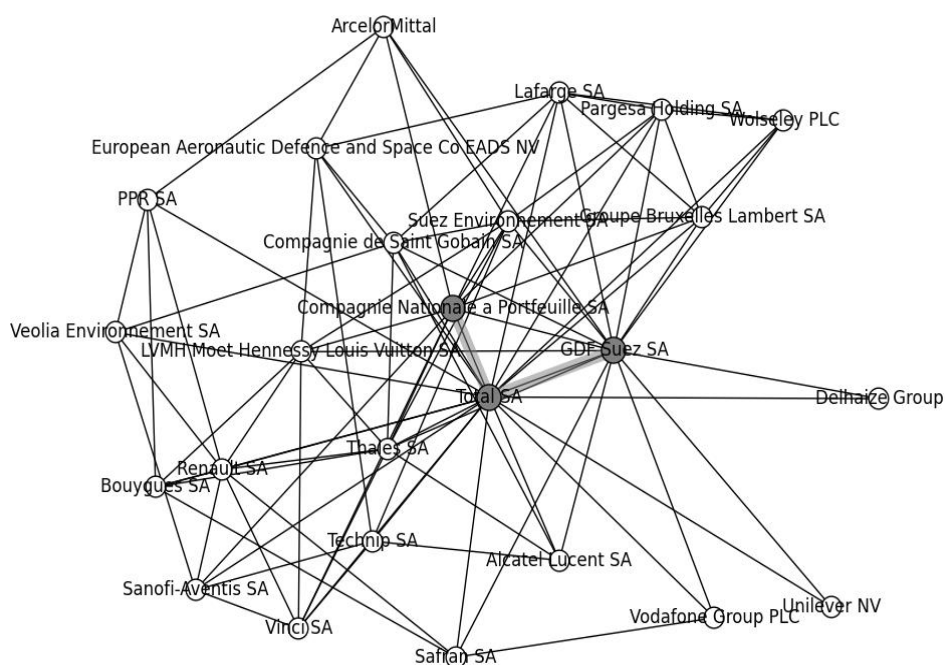 ArcelorMittal
Lafarge SA
Pargesa Holding SA
Wolseley PLC
European Aeronautic Defence and Space Co EADS NV
PPR SA
Suez Environnement SA
Groupe Bruxelles Lambert SA
Compagnie de Saint Gobain SA
Compagnie Nationale a Portfeuille SA
Veolia Environnement SA
LVMH Moet Hennessy Louis Vuitton SA
GDF Suez SA
Total SA
Delhaize Group
Thales SA
Renault SA
Bouygues SA
Technip SA
Alcatel Lucent SA
Sanofi-Aventis SA
Unilever NV
Vodafone Group PLC
Vinci SA
Safran SA